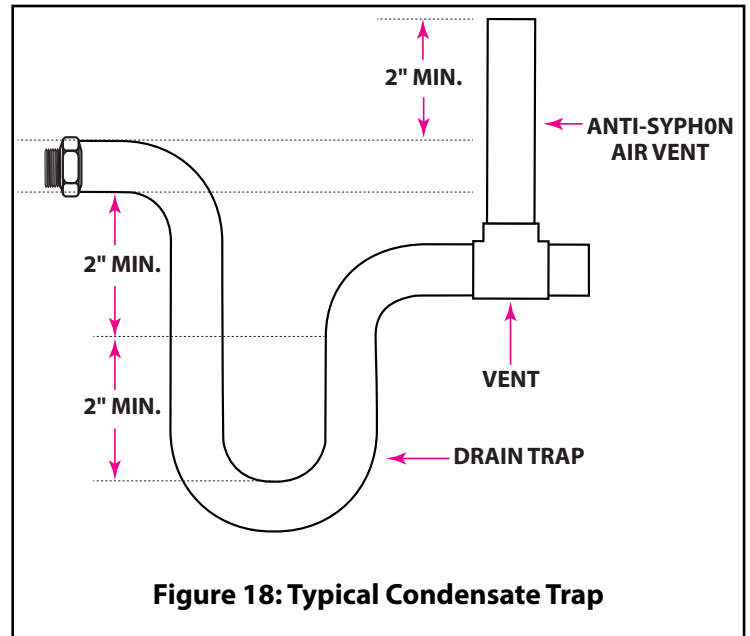 2" MIN.
ANTI-SYPH0N
AIR VENT
2" MIN.
VENT
2" MIN.
DRAIN TRAP
Figure 18: Typical Condensate Trap